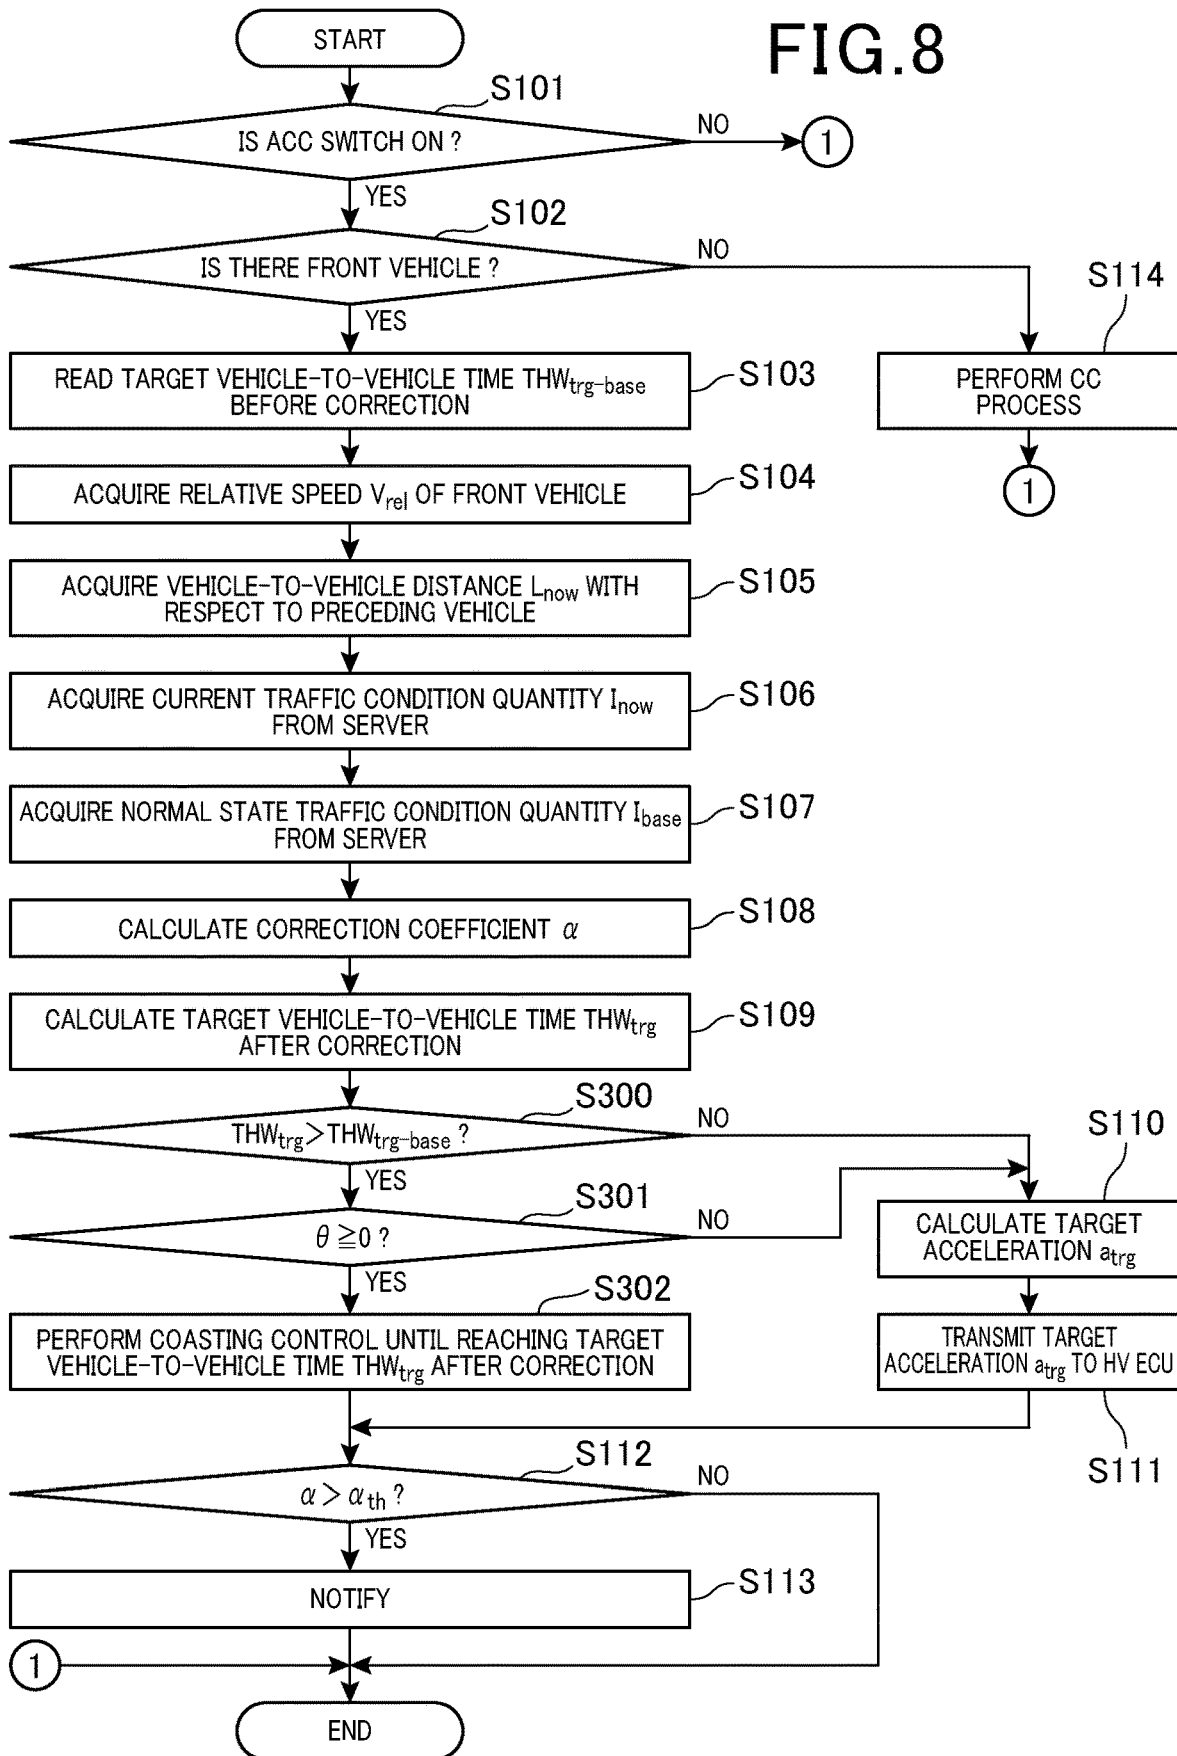 FIG.8
START
S101
IS ACC SWITCH ON ?
NO
1
YES
S102
IS THERE FRONT VEHICLE ?
NO
YES
S114
PERFORM CC
PROCESS
1
READ TARGET VEHICLE-TO-VEHICLE TIME THWtrg-base
BEFORE CORRECTION
S103
ACQUIRE RELATIVE SPEED Vrel OF FRONT VEHICLE
S104
ACQUIRE VEHICLE-TO-VEHICLE DISTANCE Lnow WITH
RESPECT TO PRECEDING VEHICLE
S105
ACQUIRE CURRENT TRAFFIC CONDITION QUANTITY Inow
FROM SERVER
S106
ACQUIRE NORMAL STATE TRAFFIC CONDITION QUANTITY Ibase
FROM SERVER
S107
CALCULATE CORRECTION COEFFICIENT α
S108
CALCULATE TARGET VEHICLE-TO-VEHICLE TIME THWtrg
AFTER CORRECTION
S109
S300
THWtrg>THWtrg-base ?
NO
YES
S301
θ ≧0 ?
NO
YES
S110
CALCULATE TARGET
ACCELERATION atrg
S302
PERFORM COASTING CONTROL UNTIL REACHING TARGET
VEHICLE-TO-VEHICLE TIME THWtrg AFTER CORRECTION
TRANSMIT TARGET
ACCELERATION atrg TO HV ECU
S111
S112
α > αth ?
NO
YES
NOTIFY
S113
1
END